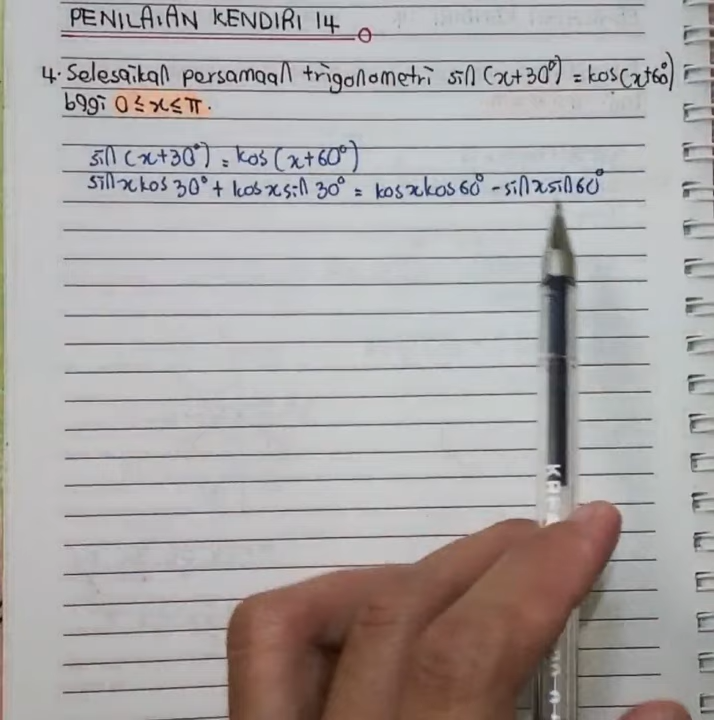 PENILAIAN KENDIRI 14
4. Selesaikan persamaan trigonometri sin (x+30°) = kos(x+60°)
bagi 0 ≤ x ≤ π.
sin (x+30°) = kos (x+60°)
sin x kos 30° + kos x sin 30° = kos x kos 60° - sin x sin 60°